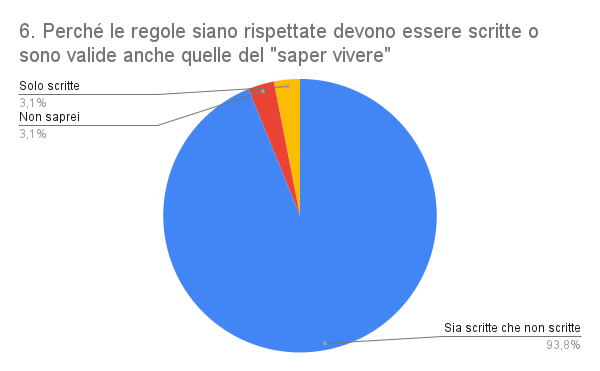 6. Perché le regole siano rispettate devono essere scritte o
sono valide anche quelle del "saper vivere"
Solo scritte
3,1%
Non saprei
3,1%
Sia scritte che non scritte
93,8%